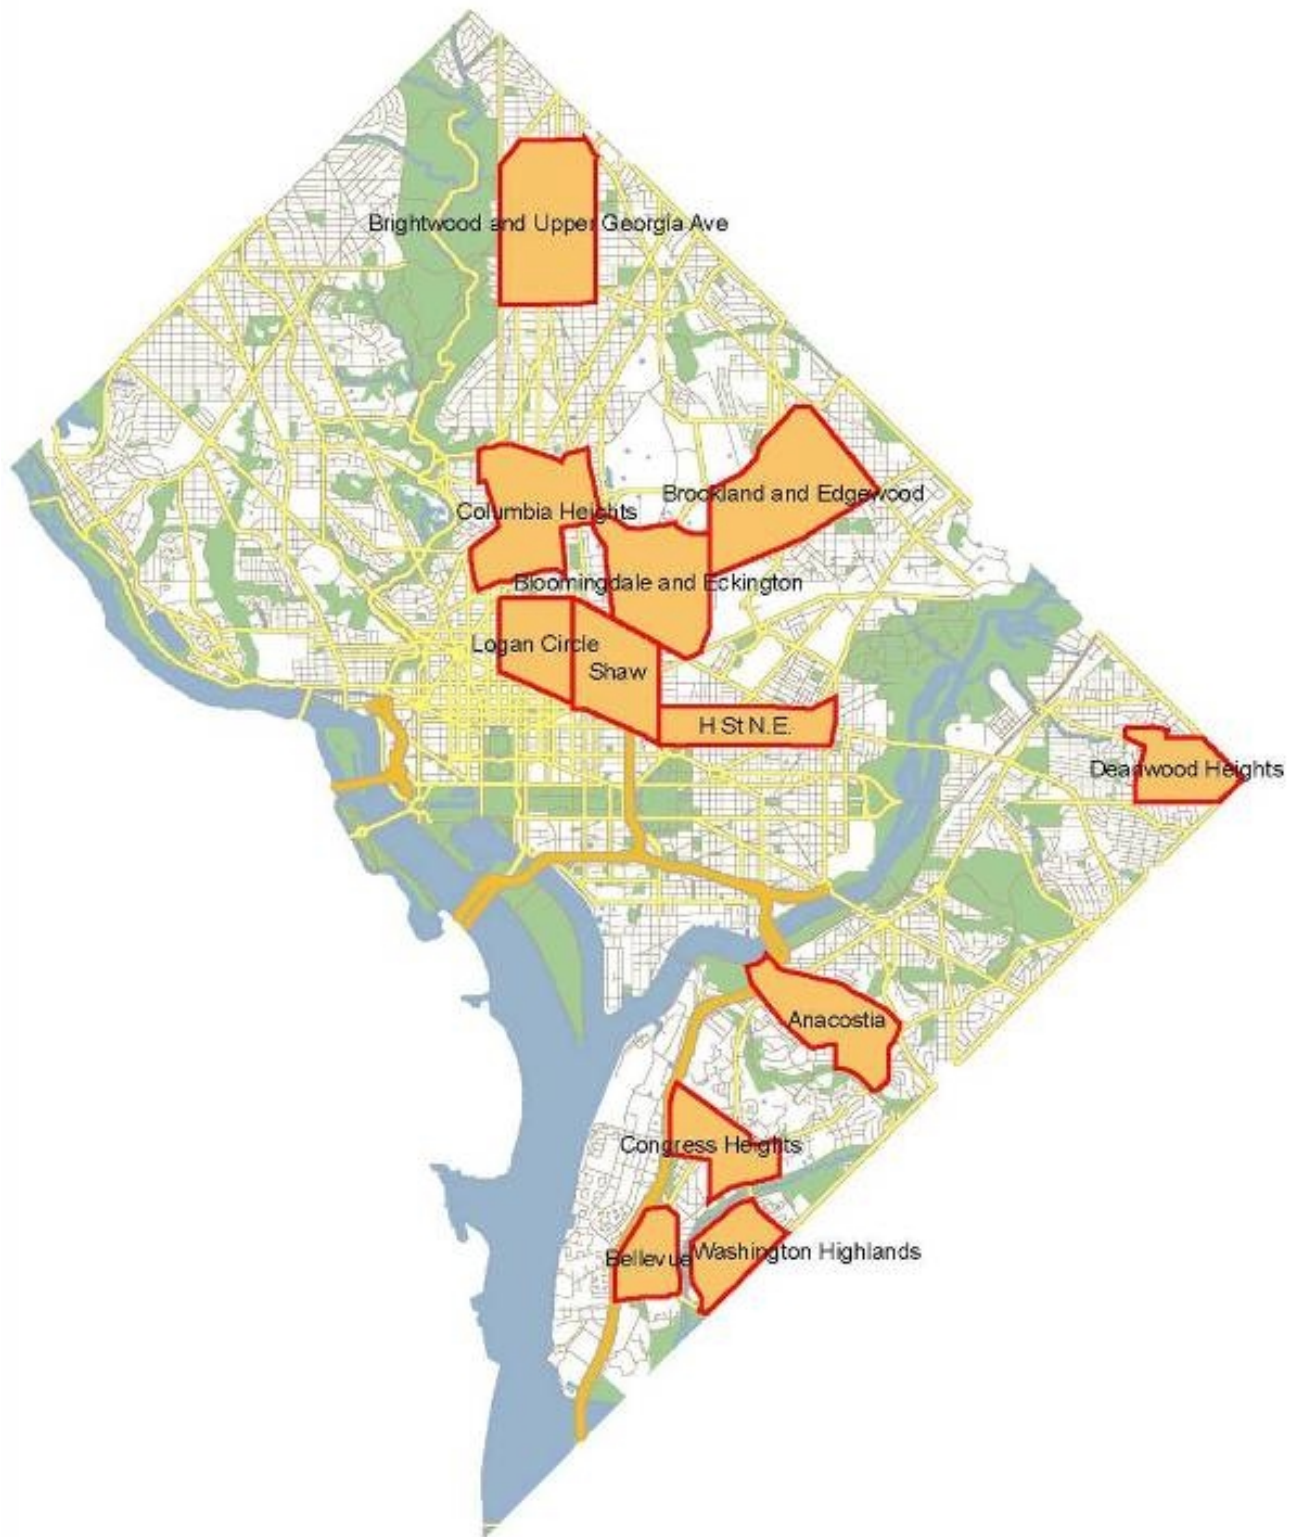 Brightwood and Upper Georgia Ave
Brockland and Edgewood
Columbia Heights
Bloomingdale and Eckington
Logan Circle
Shaw
H St N.E.
Deanwood Heights
Anacostia
Congress Heights
Washington Highlands
Bellevue